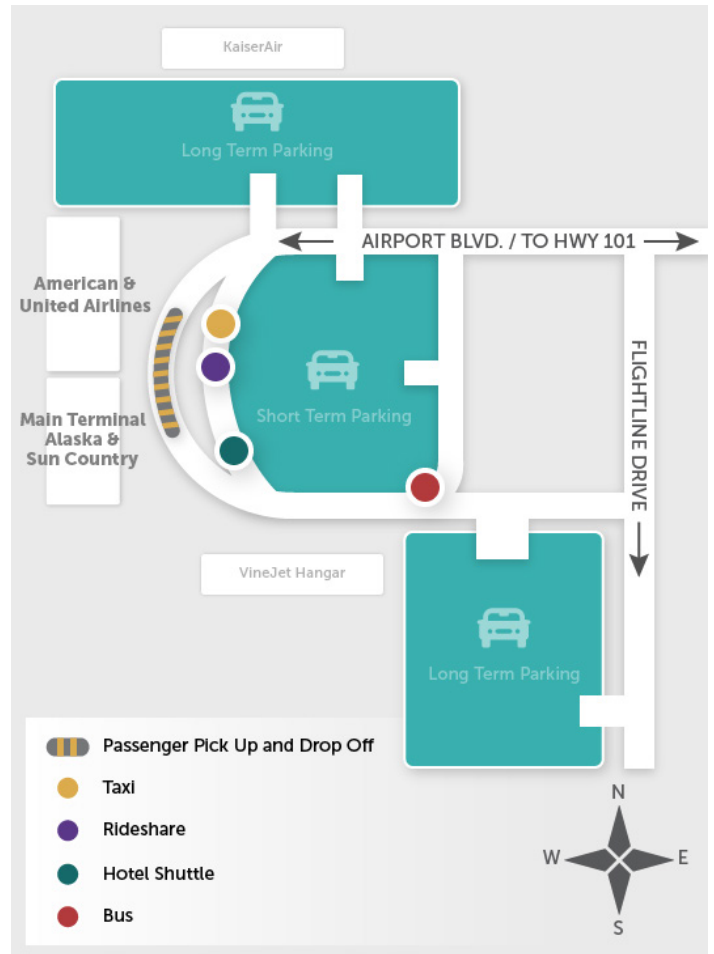 KaiserAir
Long Term Parking
AIRPORT BLVD. / TO HWY 101
American &
United Airlines
FLIGHTLINE DRIVE
Main Terminal
Alaska &
Sun Country
Short Term Parking
VineJet Hangar
Long Term Parking
Passenger Pick Up and Drop Off
Taxi
Rideshare
Hotel Shuttle
Bus
N
W
E
S